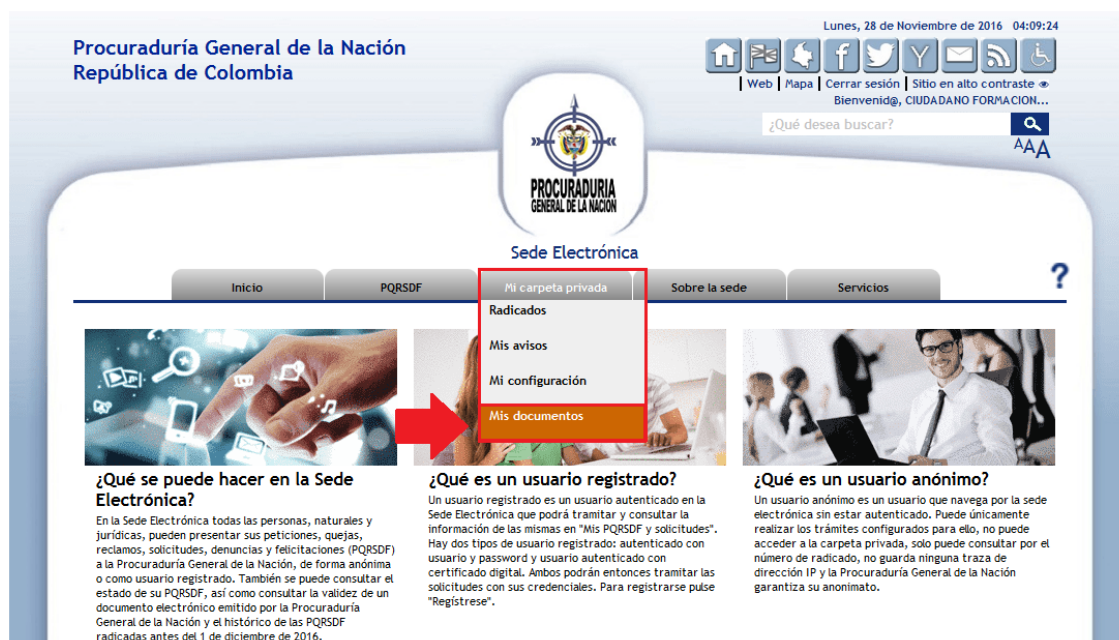 Lunes, 28 de Noviembre de 2016 04:09:24
Procuraduría General de la Nación
República de Colombia
Web Mapa Cerrar sesión Sitio en alto contraste
Bienvenid@, CIUDADANO FORMACION...
¿Qué desea buscar?
AAA
PROCURADURIA
GENERAL DE LA NACION
Sede Electrónica
?
Inicio PQRSDF Mi carpeta privada Sobre la sede Servicios
Radicados
Mis avisos
Mi configuración
Mis documentos
¿Qué se puede hacer en la Sede
Electrónica?
En la Sede Electrónica todas las personas, naturales y
jurídicas, pueden presentar sus peticiones, quejas,
reclamos, solicitudes, denuncias y felicitaciones (PQRSDF)
a la Procuraduría General de la Nación, de forma anónima
o como usuario registrado. También se puede consultar el
estado de su PQRSDF, así como consultar la validez de un
documento electrónico emitido por la Procuraduría
General de la Nación y el histórico de las PQRSDF
radicadas antes del 1 de diciembre de 2016.
¿Qué es un usuario registrado?
Un usuario registrado es un usuario autenticado en la
Sede Electrónica que podrá tramitar y consultar la
información de las mismas en "Mis PQRSDF y solicitudes".
Hay dos tipos de usuario registrado: autenticado con
usuario y password y usuario autenticado con
certificado digital. Ambos podrán entonces tramitar las
solicitudes con sus credenciales. Para registrarse pulse
"Regístrese".
¿Qué es un usuario anónimo?
Un usuario anónimo es un usuario que navega por la sede
electrónica sin estar autenticado. Puede únicamente
realizar los trámites configurados para ello, no puede
acceder a la carpeta privada, solo puede consultar por el
número de radicado, no guarda ninguna traza de
dirección IP y la Procuraduría General de la Nación
garantiza su anonimato.